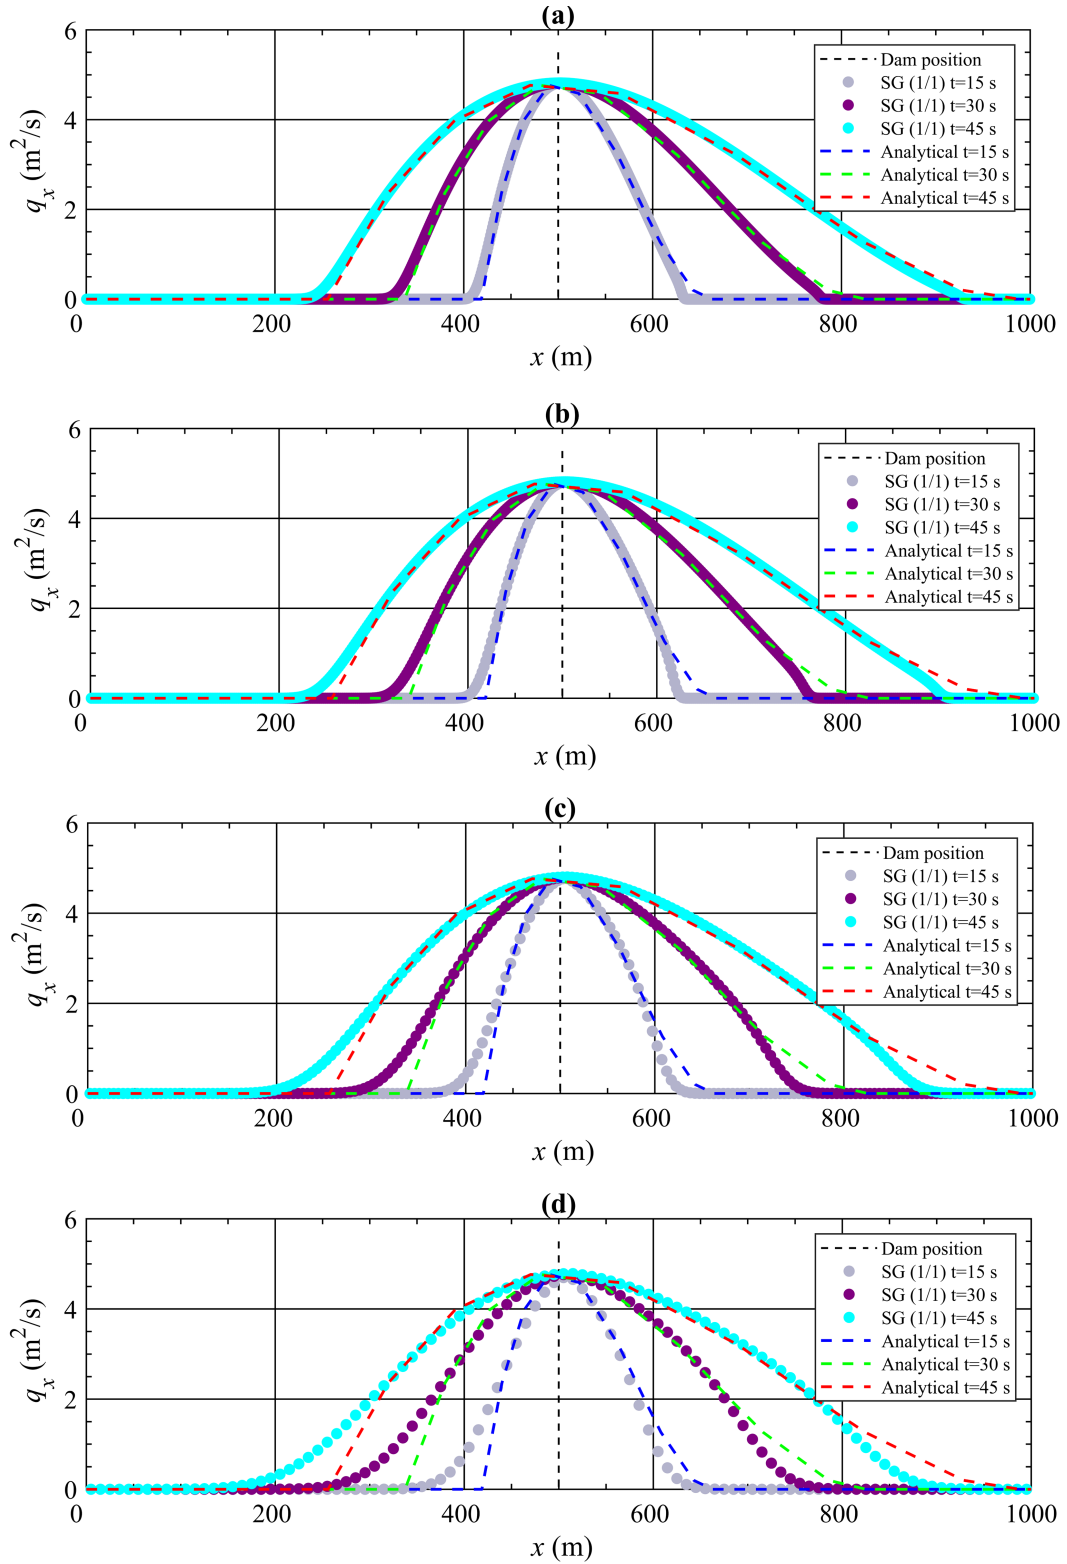 (a)
6
4
2
0
q_x (m²/s)
Dam position
SG (1/1) t=15 s
SG (1/1) t=30 s
SG (1/1) t=45 s
Analytical t=15 s
Analytical t=30 s
Analytical t=45 s
0 200 400 600 800 1000
x (m)
(b)
6
4
2
0
q_x (m²/s)
Dam position
SG (1/1) t=15 s
SG (1/1) t=30 s
SG (1/1) t=45 s
Analytical t=15 s
Analytical t=30 s
Analytical t=45 s
0 200 400 600 800 1000
x (m)
(c)
6
4
2
0
q_x (m²/s)
Dam position
SG (1/1) t=15 s
SG (1/1) t=30 s
SG (1/1) t=45 s
Analytical t=15 s
Analytical t=30 s
Analytical t=45 s
0 200 400 600 800 1000
x (m)
(d)
6
4
2
0
q_x (m²/s)
Dam position
SG (1/1) t=15 s
SG (1/1) t=30 s
SG (1/1) t=45 s
Analytical t=15 s
Analytical t=30 s
Analytical t=45 s
0 200 400 600 800 1000
x (m)